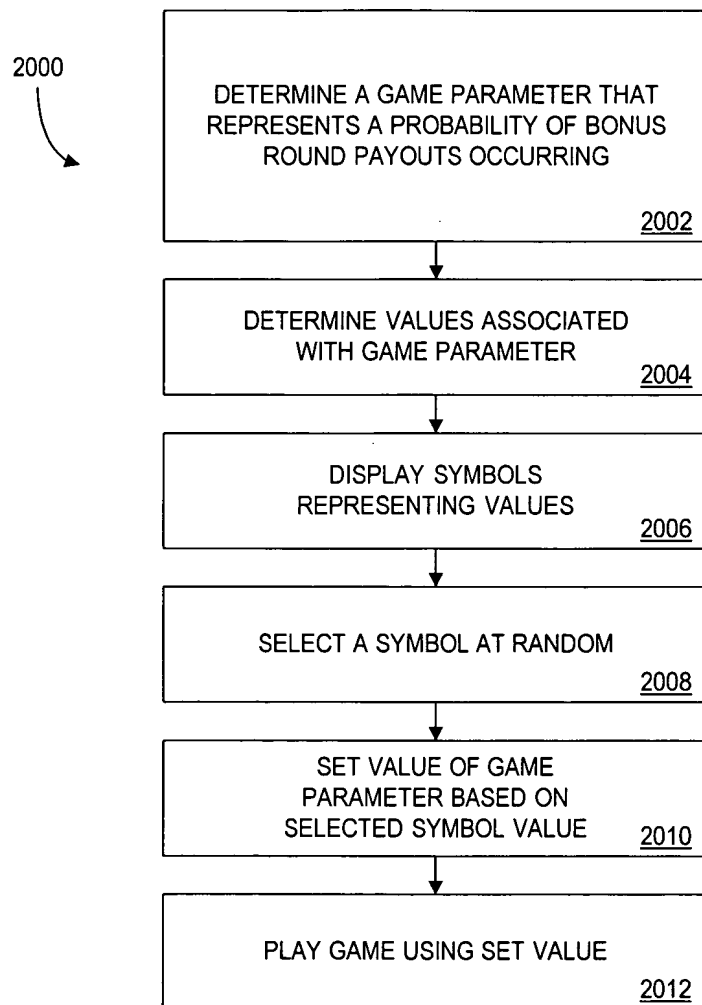 2000
DETERMINE A GAME PARAMETER THAT
REPRESENTS A PROBABILITY OF BONUS
ROUND PAYOUTS OCCURRING
2002
DETERMINE VALUES ASSOCIATED
WITH GAME PARAMETER
2004
DISPLAY SYMBOLS
REPRESENTING VALUES
2006
SELECT A SYMBOL AT RANDOM
2008
SET VALUE OF GAME
PARAMETER BASED ON
SELECTED SYMBOL VALUE
2010
PLAY GAME USING SET VALUE
2012